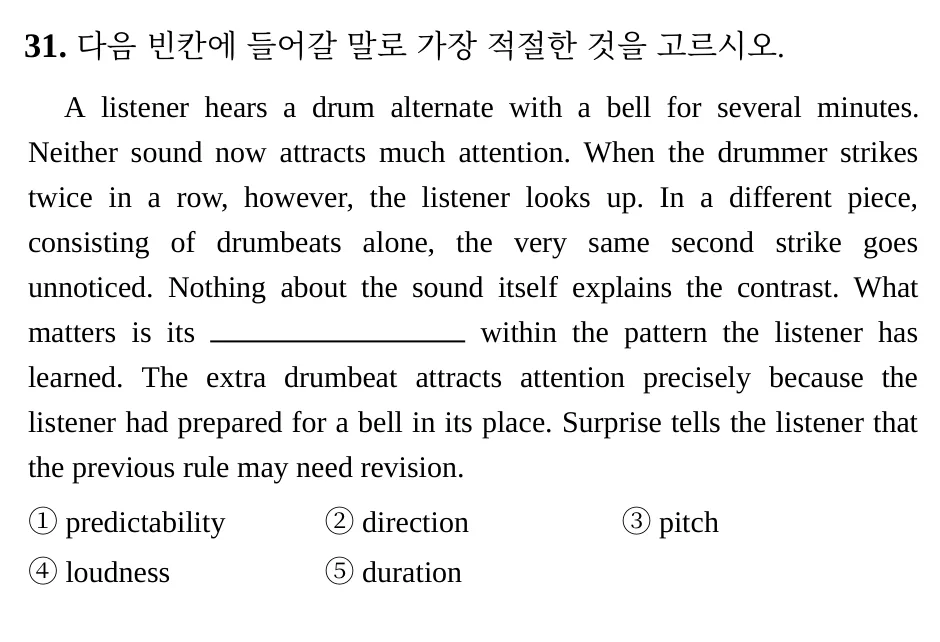 31. 다음 빈칸에 들어갈 말로 가장 적절한 것을 고르시오.
A listener hears a drum alternate with a bell for several minutes.
Neither sound now attracts much attention. When the drummer strikes
twice in a row, however, the listener looks up. In a different piece,
consisting of drumbeats alone, the very same second strike goes
unnoticed. Nothing about the sound itself explains the contrast. What
matters is its ____________ within the pattern the listener has
learned. The extra drumbeat attracts attention precisely because the
listener had prepared for a bell in its place. Surprise tells the listener that
the previous rule may need revision.
① predictability ② direction ③ pitch
④ loudness ⑤ duration